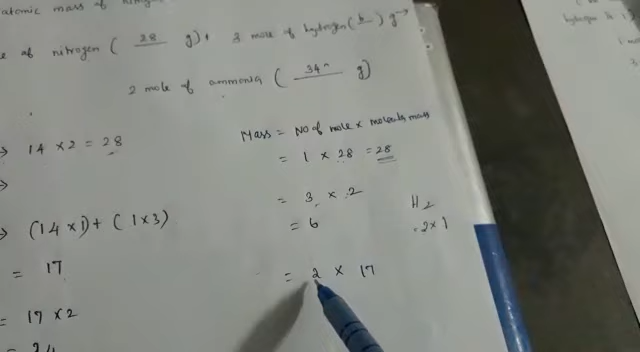 atomic mass of
of nitrogen ( 28 g), 3 mole of hydrogen ( 6 ) g →
2 mole of ammonia ( 34 g)
→ 14 × 2 = 28
→
→ (14 × 1) + ( 1 × 3)
= 17
= 17 × 2
= 34
Mass = No of mole × molecular mass
= 1 × 28 = 28
= 3 × 2
= 6
H2
2 × 1
= 2 × 17